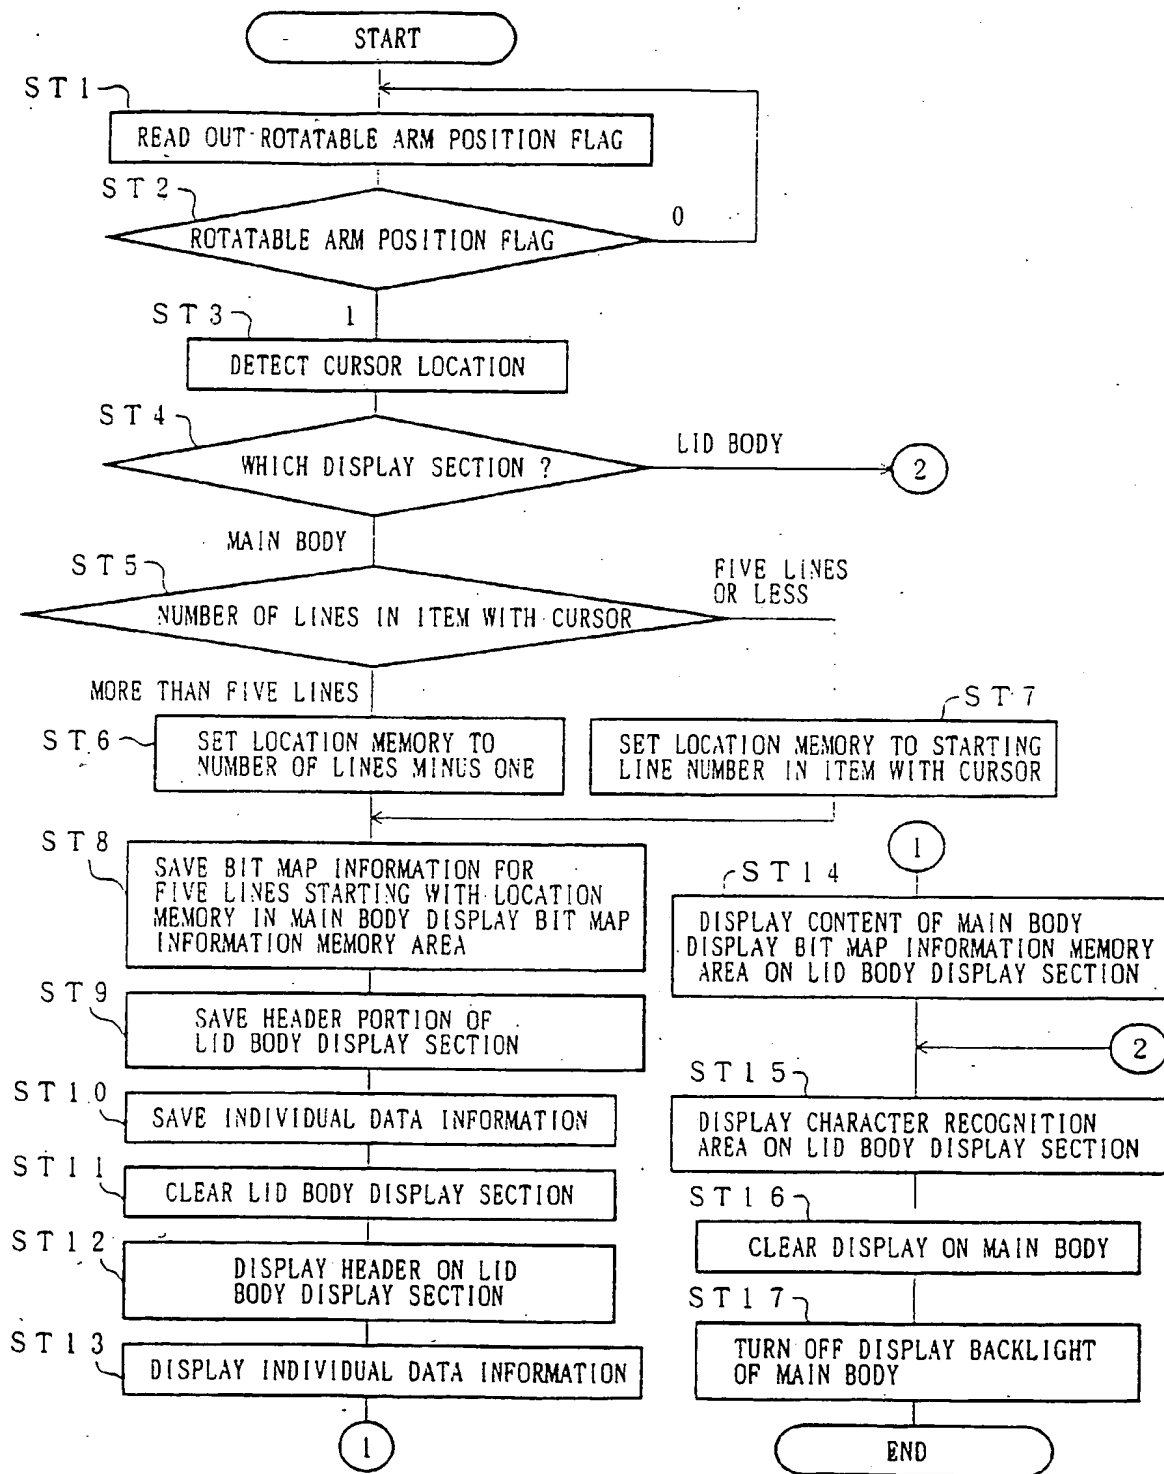 START
ST1
READ OUT ROTATABLE ARM POSITION FLAG
ST2
ROTATABLE ARM POSITION FLAG
0
1
ST3
DETECT CURSOR LOCATION
ST4
WHICH DISPLAY SECTION ?
LID BODY
2
MAIN BODY
ST5
NUMBER OF LINES IN ITEM WITH CURSOR
FIVE LINES
OR LESS
MORE THAN FIVE LINES
ST6
SET LOCATION MEMORY TO
NUMBER OF LINES MINUS ONE
ST7
SET LOCATION MEMORY TO STARTING
LINE NUMBER IN ITEM WITH CURSOR
ST8
SAVE BIT MAP INFORMATION FOR
FIVE LINES STARTING WITH LOCATION
MEMORY IN MAIN BODY DISPLAY BIT MAP
INFORMATION MEMORY AREA
ST9
SAVE HEADER PORTION OF
LID BODY DISPLAY SECTION
ST10
SAVE INDIVIDUAL DATA INFORMATION
ST11
CLEAR LID BODY DISPLAY SECTION
ST12
DISPLAY HEADER ON LID
BODY DISPLAY SECTION
ST13
DISPLAY INDIVIDUAL DATA INFORMATION
1
1
ST14
DISPLAY CONTENT OF MAIN BODY
DISPLAY BIT MAP INFORMATION MEMORY
AREA ON LID BODY DISPLAY SECTION
2
ST15
DISPLAY CHARACTER RECOGNITION
AREA ON LID BODY DISPLAY SECTION
ST16
CLEAR DISPLAY ON MAIN BODY
ST17
TURN OFF DISPLAY BACKLIGHT
OF MAIN BODY
END